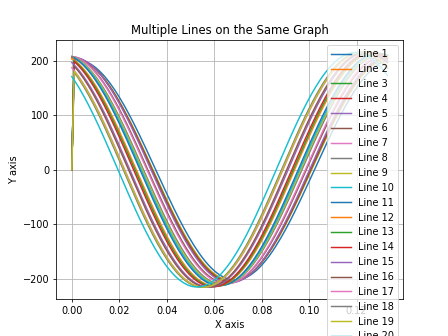 Multiple Lines on the Same Graph
Y axis
200
100
0
−100
−200
0.00
0.02
0.04
0.06
0.08
0.10
X axis
Line 1
Line 2
Line 3
Line 4
Line 5
Line 6
Line 7
Line 8
Line 9
Line 10
Line 11
Line 12
Line 13
Line 14
Line 15
Line 16
Line 17
Line 18
Line 19
Line 20